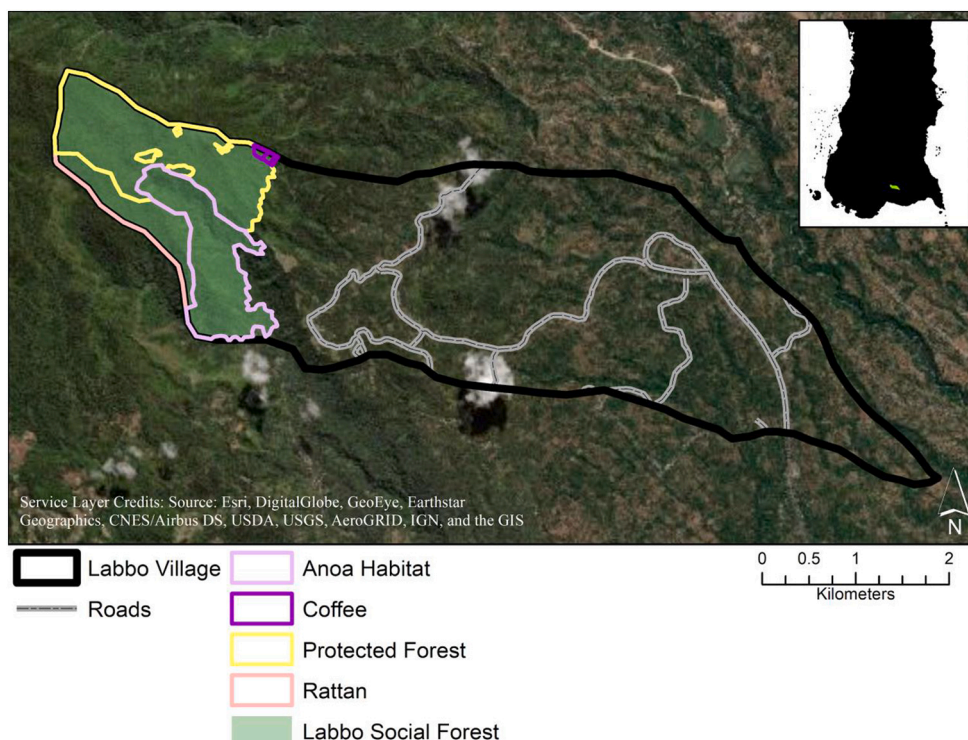 Service Layer Credits: Source: Esri, DigitalGlobe, GeoEye, Earthstar
Geographics, CNES/Airbus DS, USDA, USGS, AeroGRID, IGN, and the GIS
N
Labbo Village
Roads
Anoa Habitat
Coffee
Protected Forest
Rattan
Labbo Social Forest
0 0.5 1 2
Kilometers